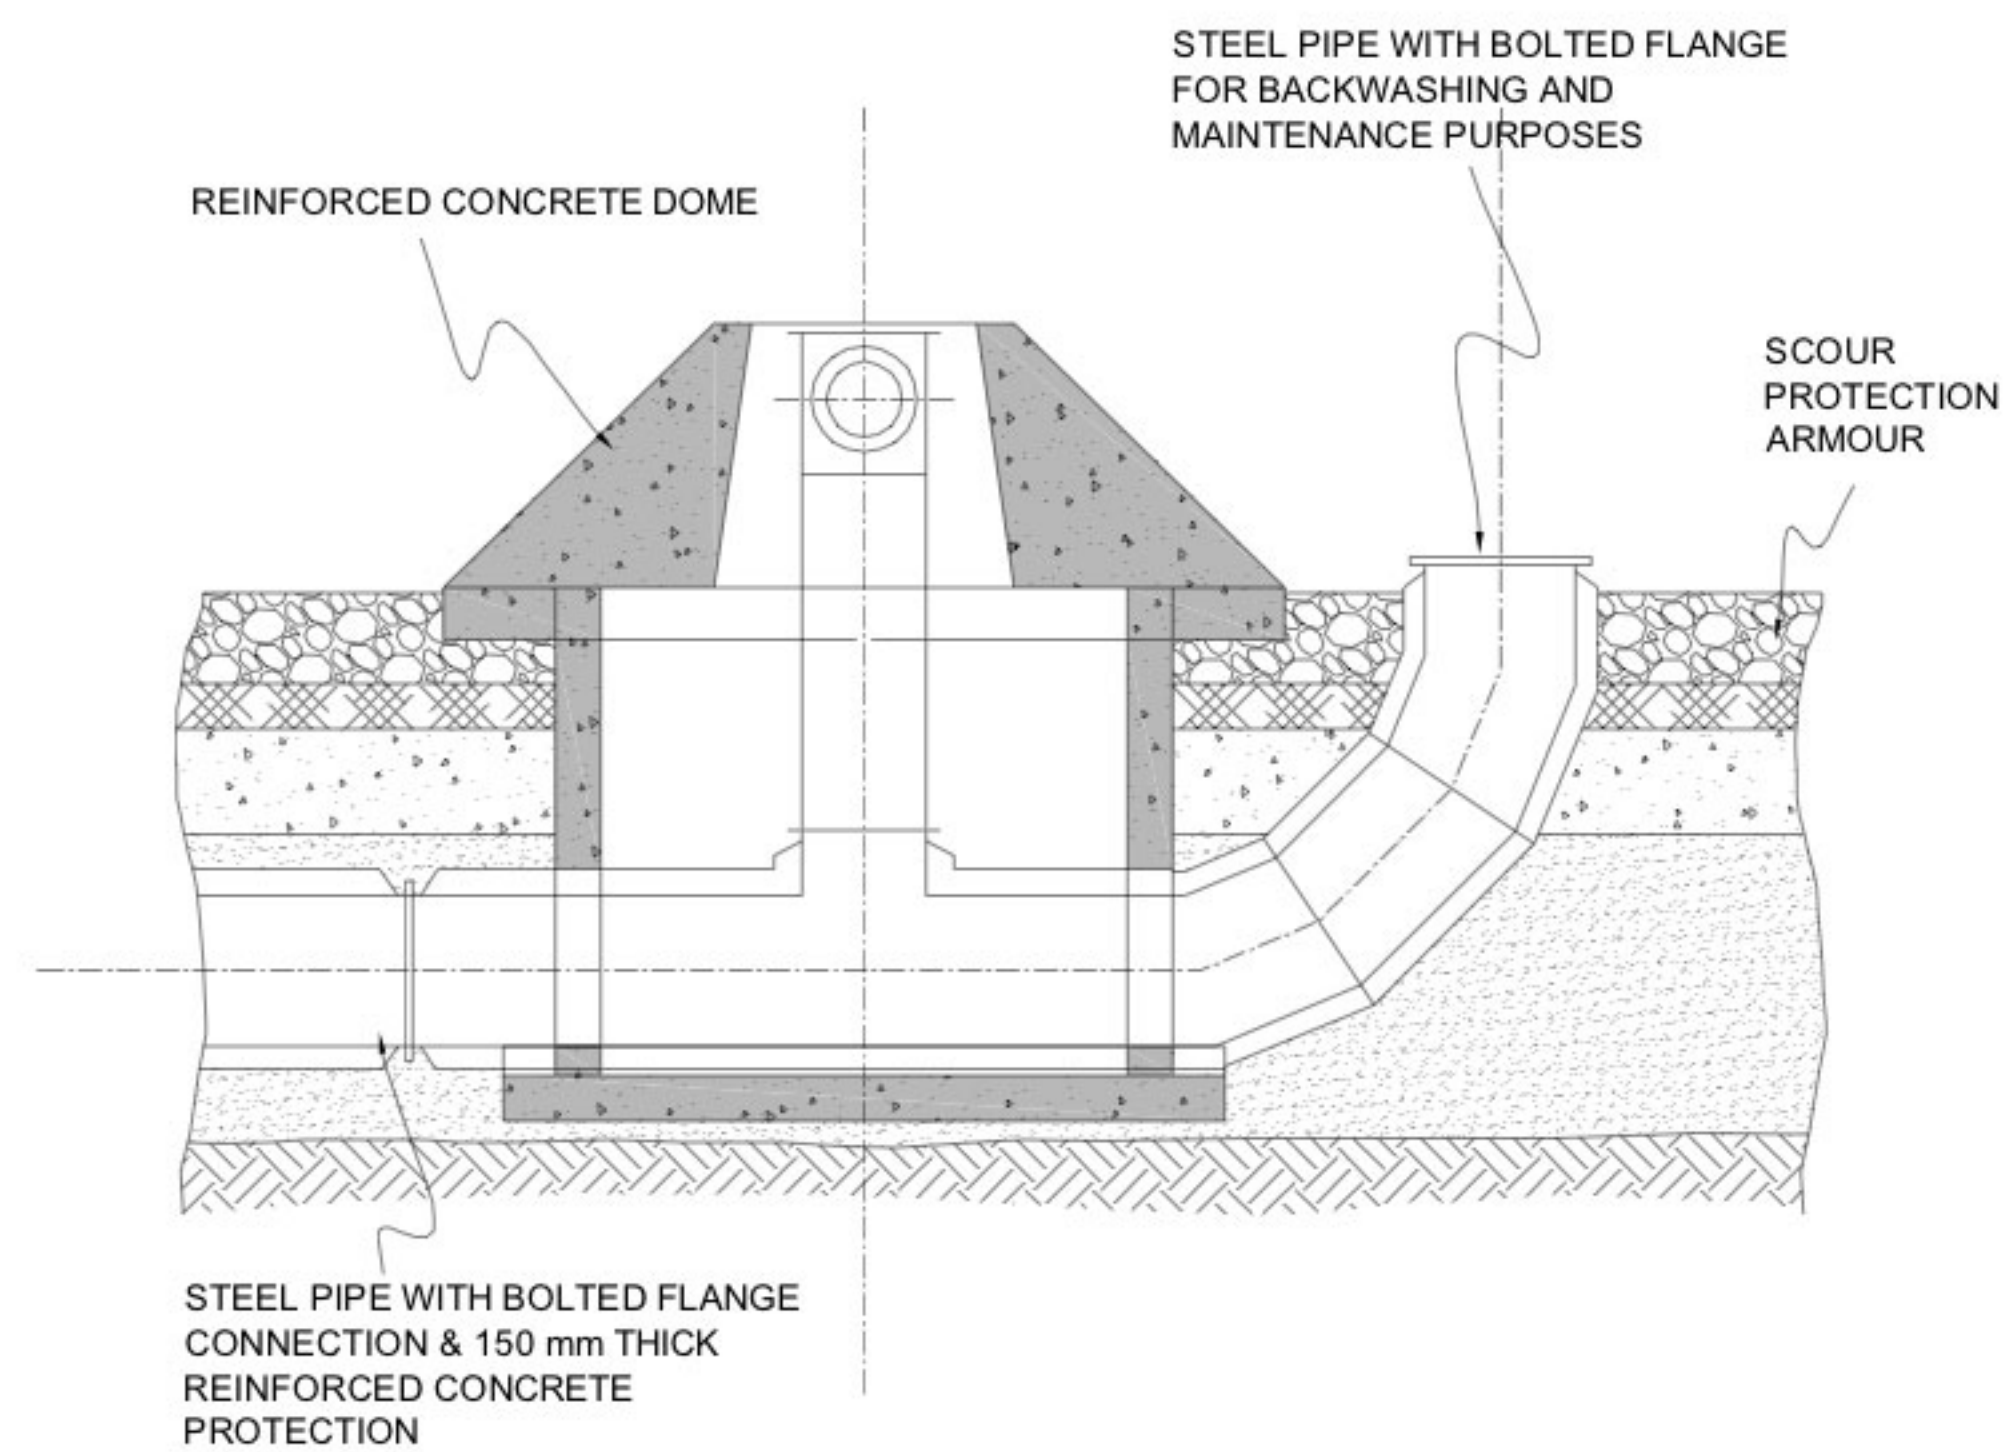 STEEL PIPE WITH BOLTED FLANGE
FOR BACKWASHING AND
MAINTENANCE PURPOSES
REINFORCED CONCRETE DOME
SCOUR
PROTECTION
ARMOUR
STEEL PIPE WITH BOLTED FLANGE
CONNECTION & 150 mm THICK
REINFORCED CONCRETE
PROTECTION